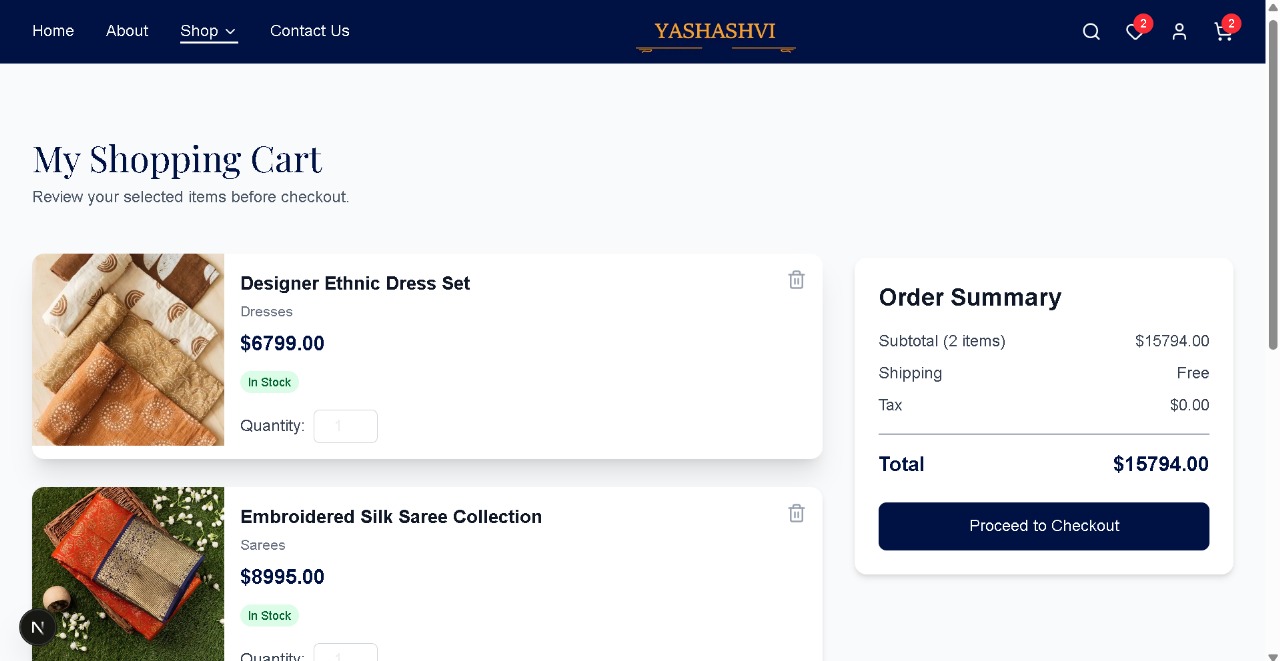 Home About Shop Contact Us YASHASHVI 2 2
My Shopping Cart
Review your selected items before checkout.
Designer Ethnic Dress Set
Dresses
$6799.00
In Stock
Quantity: 1
Embroidered Silk Saree Collection
Sarees
$8995.00
In Stock
Quantity: 1
Order Summary
Subtotal (2 items) $15794.00
Shipping Free
Tax $0.00
Total $15794.00
Proceed to Checkout
N